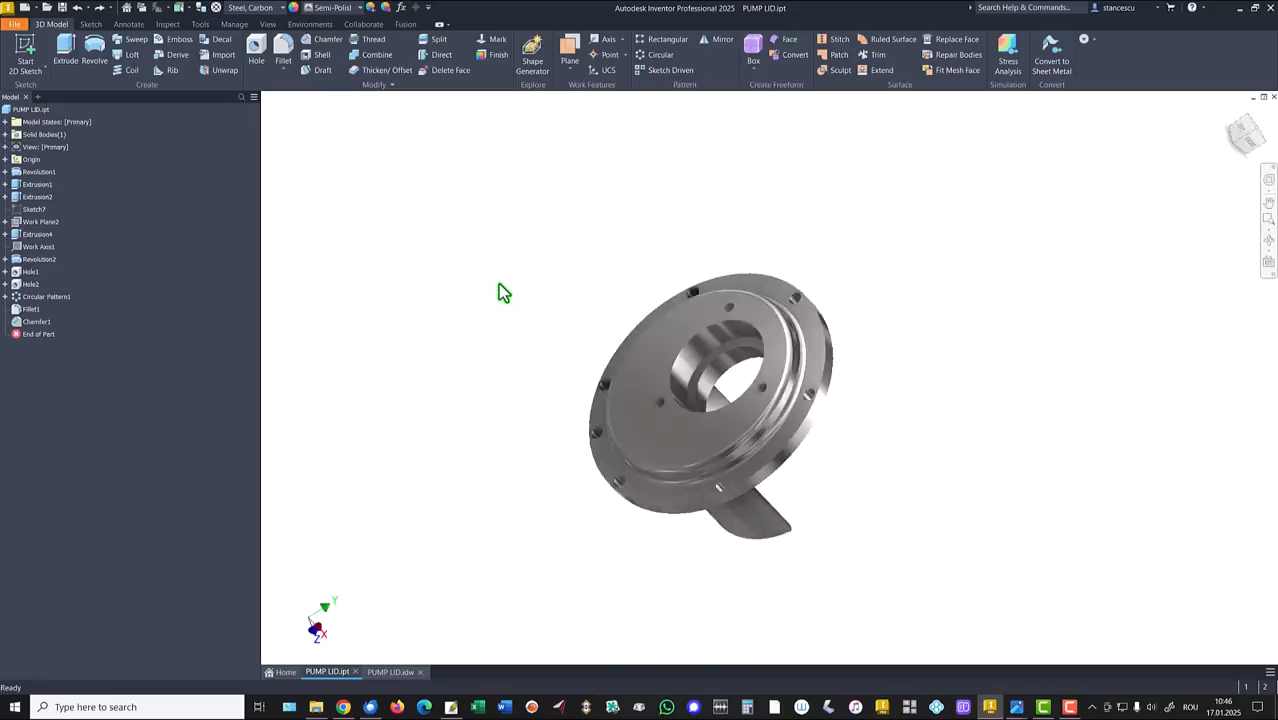 Steel, Carbon
Semi-Polisl
Autodesk Inventor Professional 2025 PUMP LID.ipt
Search Help & Commands...
stancescu
File
3D Model
Sketch
Annotate
Inspect
Tools
Manage
View
Environments
Collaborate
Fusion
Start
2D Sketch
Extrude
Revolve
Sweep
Emboss
Decal
Loft
Derive
Import
Coil
Rib
Unwrap
Hole
Fillet
Chamfer
Thread
Split
Mark
Shell
Combine
Direct
Finish
Draft
Thicken/ Offset
Delete Face
Shape
Generator
Plane
Axis
Point
UCS
Rectangular
Mirror
Circular
Sketch Driven
Box
Face
Convert
Stitch
Ruled Surface
Replace Face
Patch
Trim
Repair Bodies
Sculpt
Extend
Fit Mesh Face
Stress
Analysis
Convert to
Sheet Metal
Sketch
Create
Modify
Explore
Work Features
Pattern
Create Freeform
Surface
Simulation
Convert
Model
PUMP LID.ipt
Model States: [Primary]
Solid Bodies(1)
View: [Primary]
Origin
Revolution1
Extrusion1
Extrusion2
Sketch7
Work Plane2
Extrusion4
Work Axis1
Revolution2
Hole1
Hole2
Circular Pattern1
Fillet1
Chamfer1
End of Part
Y
X
Z
Home
PUMP LID.ipt
PUMP LID.idw
Ready
1
2
Type here to search
ROU
10:46
17.01.2025